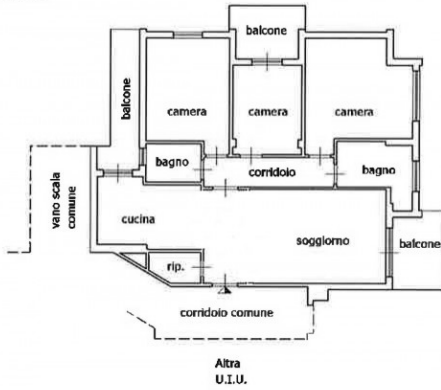 balcone
balcone
camera
camera
camera
bagno
corridoio
bagno
vano scala
comune
cucina
soggiorno
balcone
rip.
corridoio comune
Altra
U.I.U.